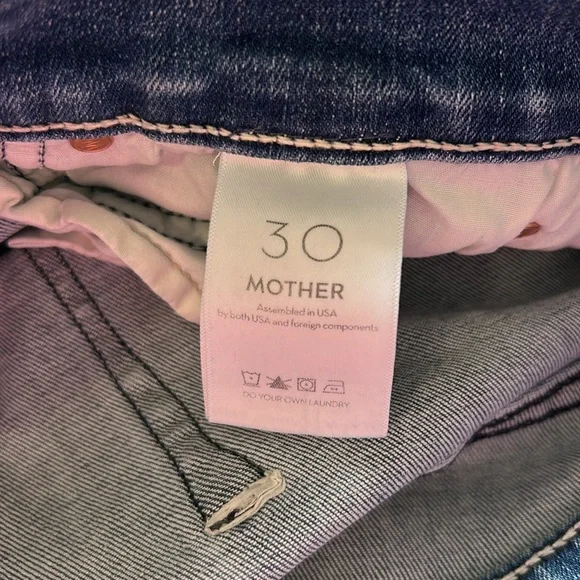 30
MOTHER
Assembled in USA
by both USA and foreign components
DO YOUR OWN LAUNDRY